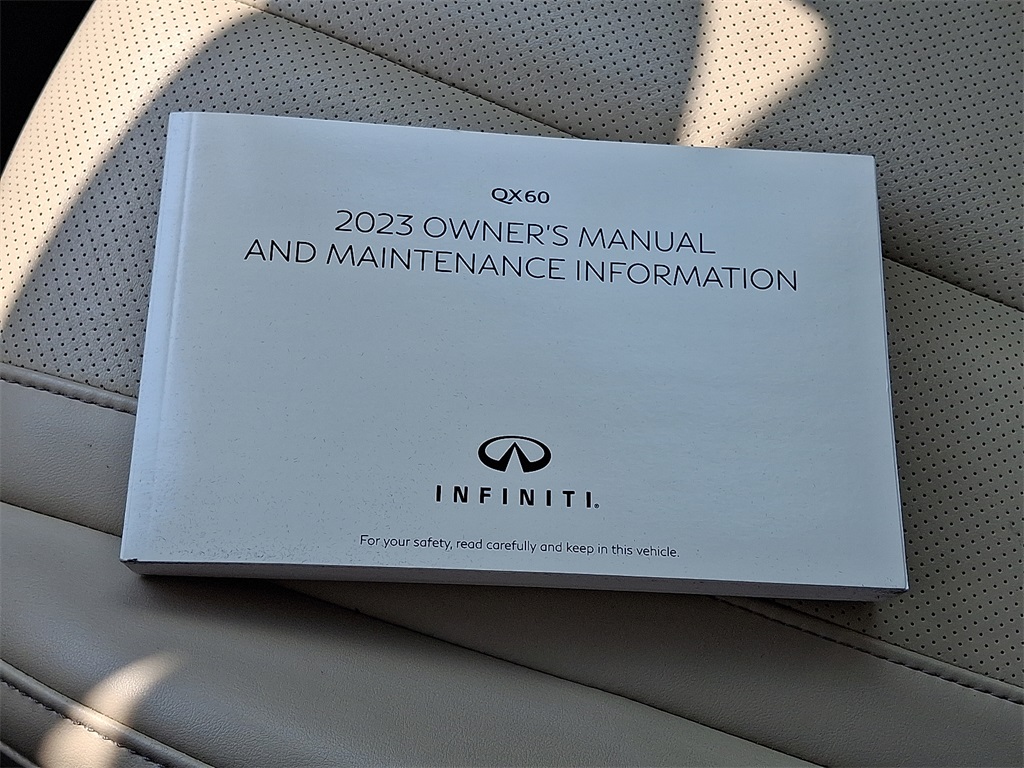 QX60
2023 OWNER'S MANUAL
AND MAINTENANCE INFORMATION
INFINITI®
For your safety, read carefully and keep in this vehicle.